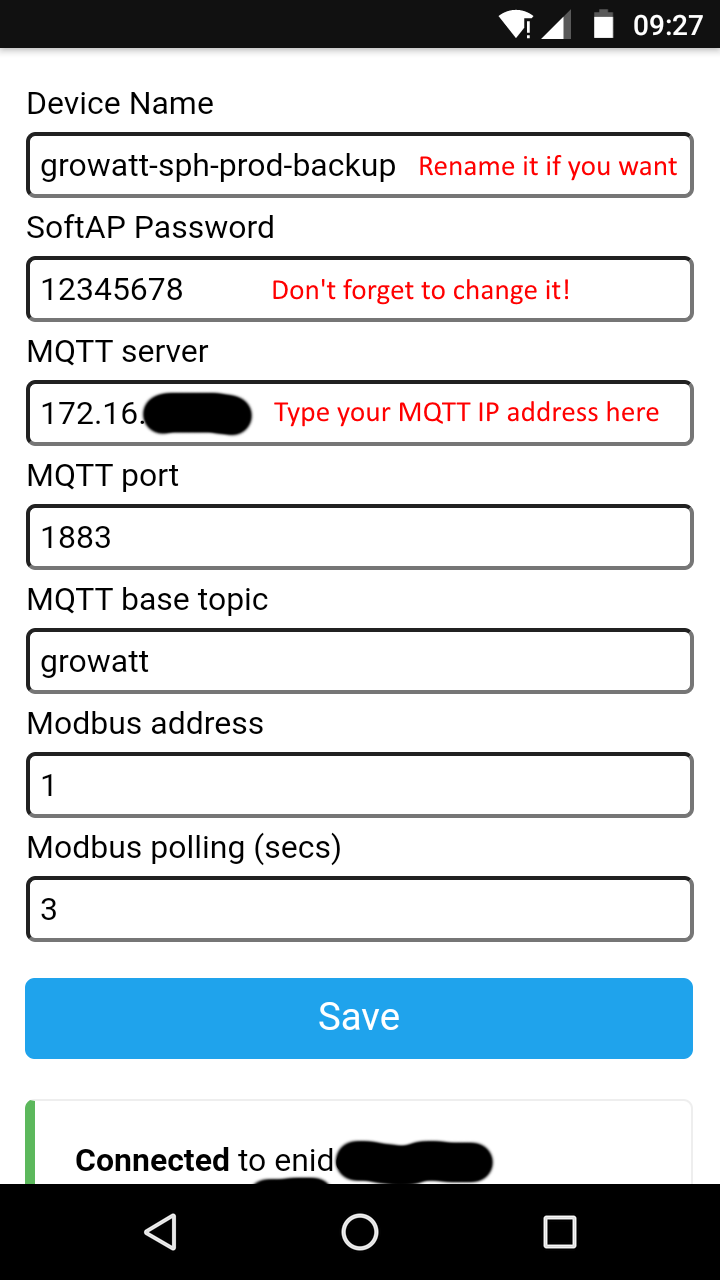 09:27
Device Name
growatt-sph-prod-backup Rename it if you want
SoftAP Password
12345678 Don't forget to change it!
MQTT server
172.16. Type your MQTT IP address here
MQTT port
1883
MQTT base topic
growatt
Modbus address
1
Modbus polling (secs)
3
Save
Connected to enid